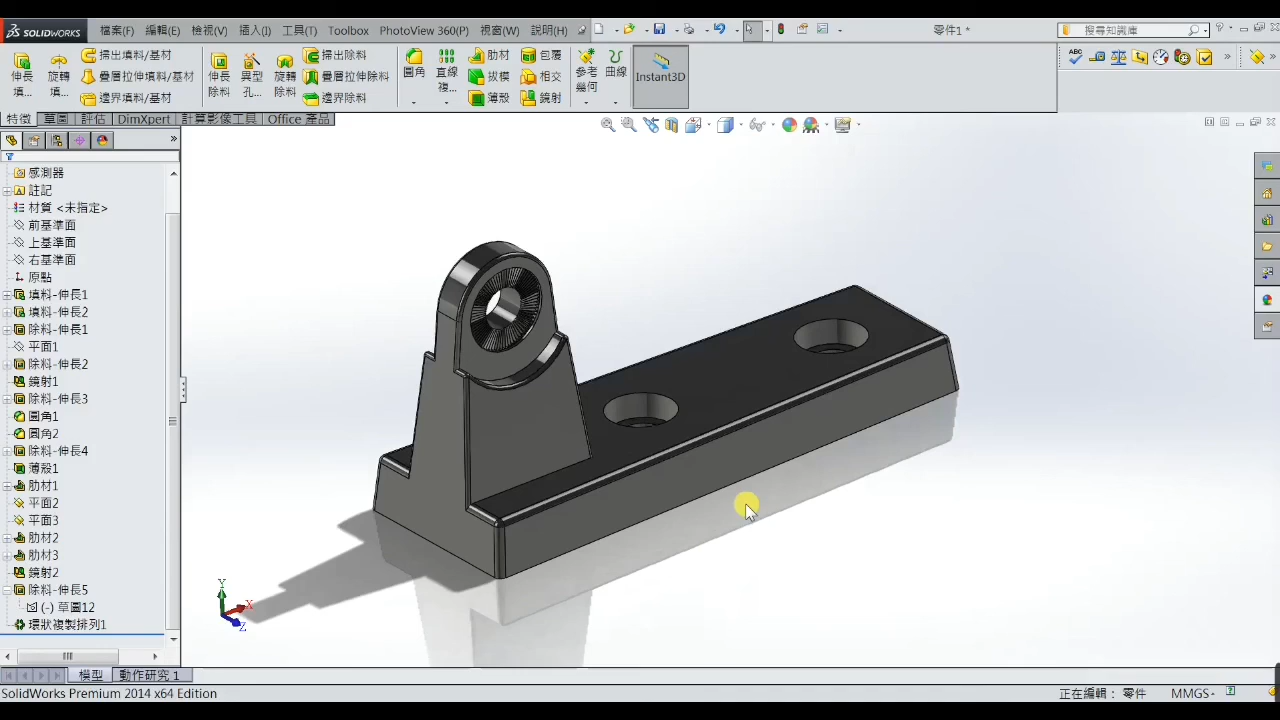 SOLIDWORKS 檔案(F) 編輯(E) 檢視(V) 插入(I) 工具(T) Toolbox PhotoView 360(P) 視窗(W) 說明(H) 零件1 * 搜尋知識庫
伸長填... 旋轉填... 掃出填料/基材 疊層拉伸填料/基材 邊界填料/基材 伸長除料 異型孔... 旋轉除料 掃出除料 疊層拉伸除料 邊界除料 圓角 直線複... 肋材 拔模 薄殼 包覆 相交 鏡射 參考幾何 曲線 Instant3D
特徵 草圖 評估 DimXpert 計算影像工具 Office 產品
感測器
註記
材質 <未指定>
前基準面
上基準面
右基準面
原點
填料-伸長1
填料-伸長2
除料-伸長1
平面1
除料-伸長2
鏡射1
除料-伸長3
圓角1
圓角2
除料-伸長4
薄殼1
肋材1
平面2
平面3
肋材2
肋材3
鏡射2
除料-伸長5
(-) 草圖12
環狀複製排列1
Y
X
Z
模型 動作研究 1
SolidWorks Premium 2014 x64 Edition 正在編輯： 零件 MMGS